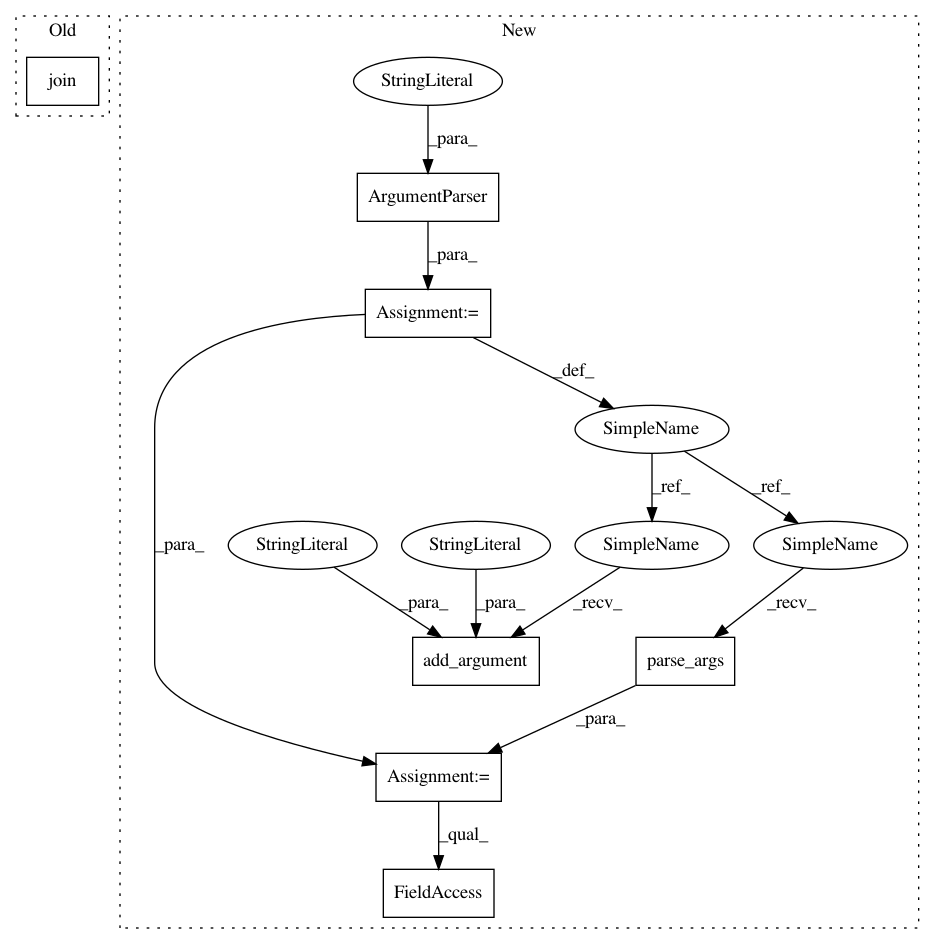 Old
New
join
StringLiteral
_para_
ArgumentParser
_para_
Assignment:=
_def_
SimpleName
_ref_
_ref_
_para_
StringLiteral
StringLiteral
SimpleName
SimpleName
_para_
_para_
_recv_
_recv_
add_argument
parse_args
_para_
Assignment:=
_qual_
FieldAccess